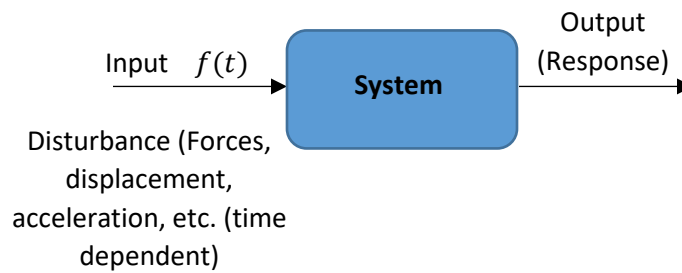 Input f(t)
Disturbance (Forces,
displacement,
acceleration, etc. (time
dependent)
System
Output
(Response)